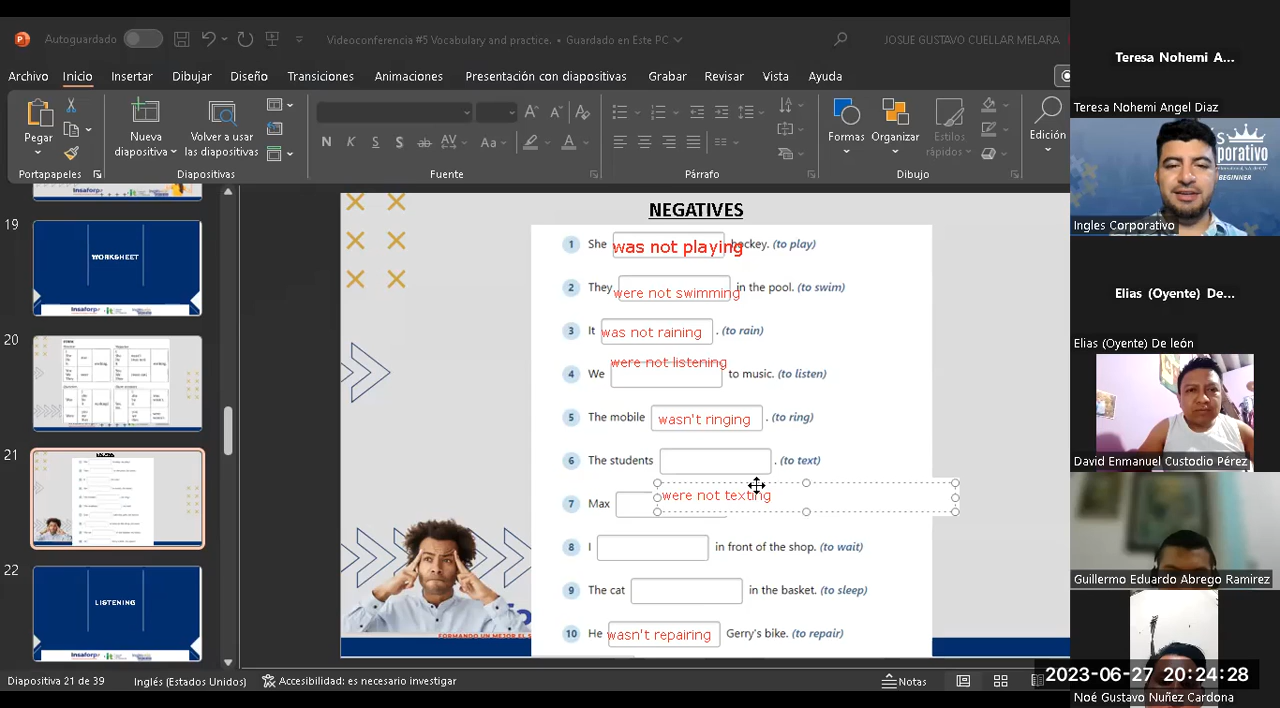 Autoguardado
Videoconferencia #5 Vocabulary and practice. • Guardado en Este PC
JOSUE GUSTAVO CUELLAR MELARA
Archivo Inicio Insertar Dibujar Diseño Transiciones Animaciones Presentación con diapositivas Grabar Revisar Vista Ayuda
Pegar
Nueva diapositiva
Volver a usar las diapositivas
N K S S ab AV Aa A
Formas Organizar Estilos rápidos Edición
Portapapeles Diapositivas Fuente Párrafo Dibujo
19
WORKSHEET
Insaforp
20
21
22
LISTENING
Insaforp
NEGATIVES
1 She was not playing hockey. (to play)
2 They were not swimming in the pool. (to swim)
3 It was not raining . (to rain)
were not listening
4 We to music. (to listen)
5 The mobile wasn't ringing . (to ring)
6 The students . (to text)
were not texting
7 Max
8 I in front of the shop. (to wait)
9 The cat in the basket. (to sleep)
10 He wasn't repairing Gerry's bike. (to repair)
Diapositiva 21 de 39 Inglés (Estados Unidos) Accesibilidad: es necesario investigar
Notas
Teresa Nohemi A...
Teresa Nohemi Angel Diaz
BEGINNER
Ingles Corporativo
Elias (Oyente) De...
Elias (Oyente) De león
David Enmanuel Custodio Pérez
Guillermo Eduardo Abrego Ramirez
2023-06-27 20:24:28
Noé Gustavo Nuñez Cardona